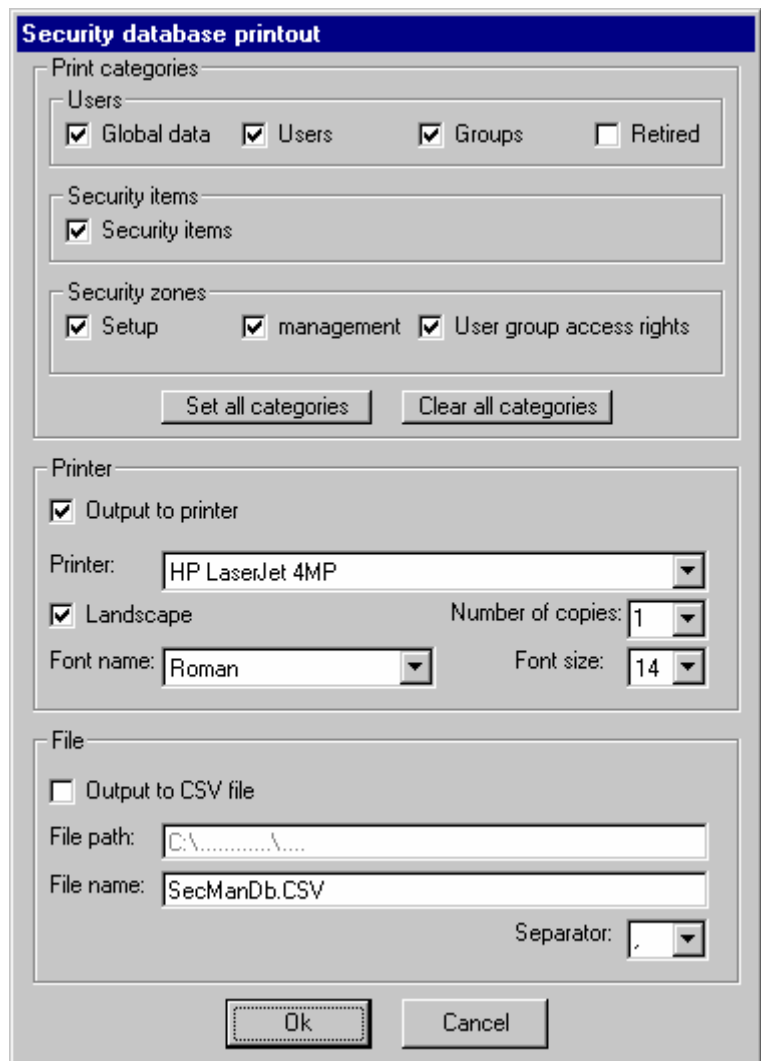 Security database printout
Print categories
Users
Global data Users Groups Retired
Security items
Security items
Security zones
Setup management User group access rights
Set all categories Clear all categories
Printer
Output to printer
Printer: HP LaserJet 4MP
Landscape Number of copies: 1
Font name: Roman Font size: 14
File
Output to CSV file
File path: C:\............\....
File name: SecManDb.CSV
Separator: ,
Ok Cancel